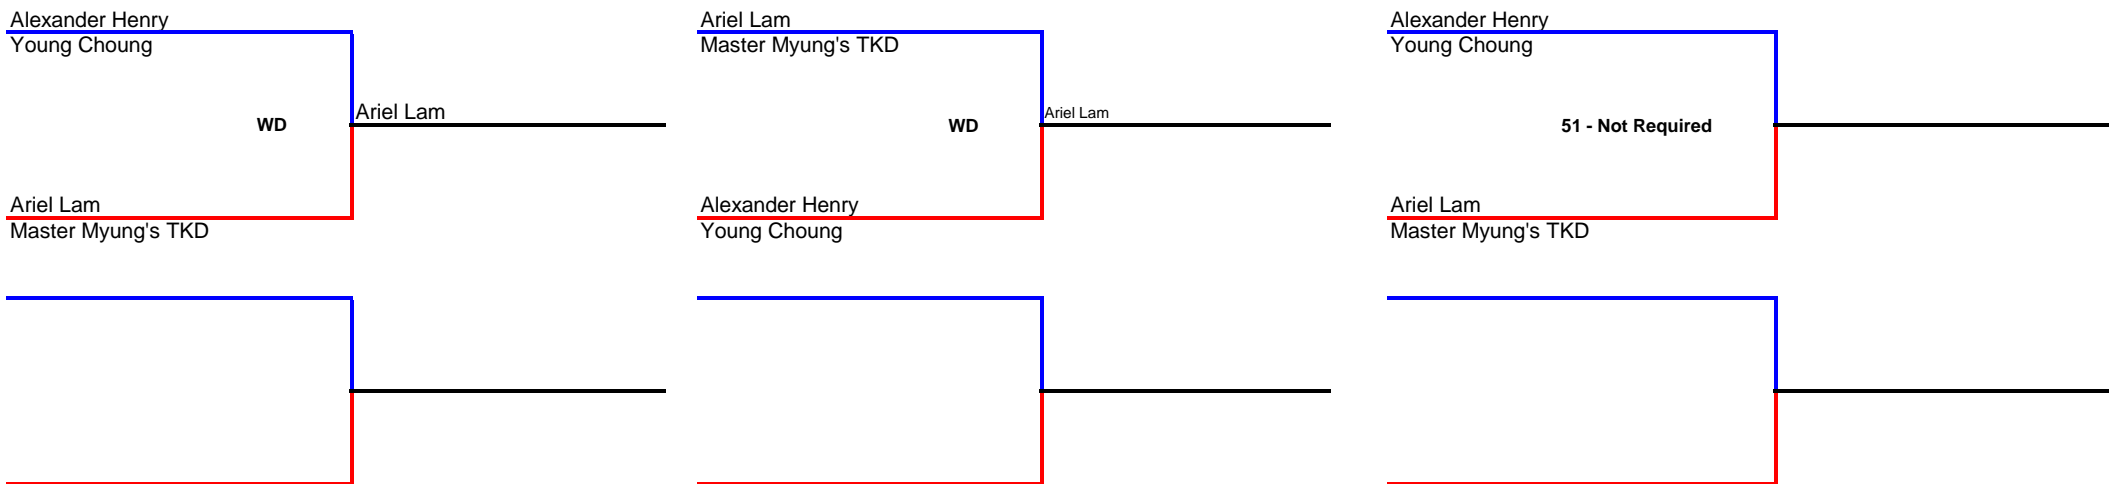 Alexander Henry
Young Choung
WD
Ariel Lam
Ariel Lam
Master Myung's TKD
Ariel Lam
Master Myung's TKD
WD
Ariel Lam
Alexander Henry
Young Choung
Alexander Henry
Young Choung
51 - Not Required
Ariel Lam
Master Myung's TKD